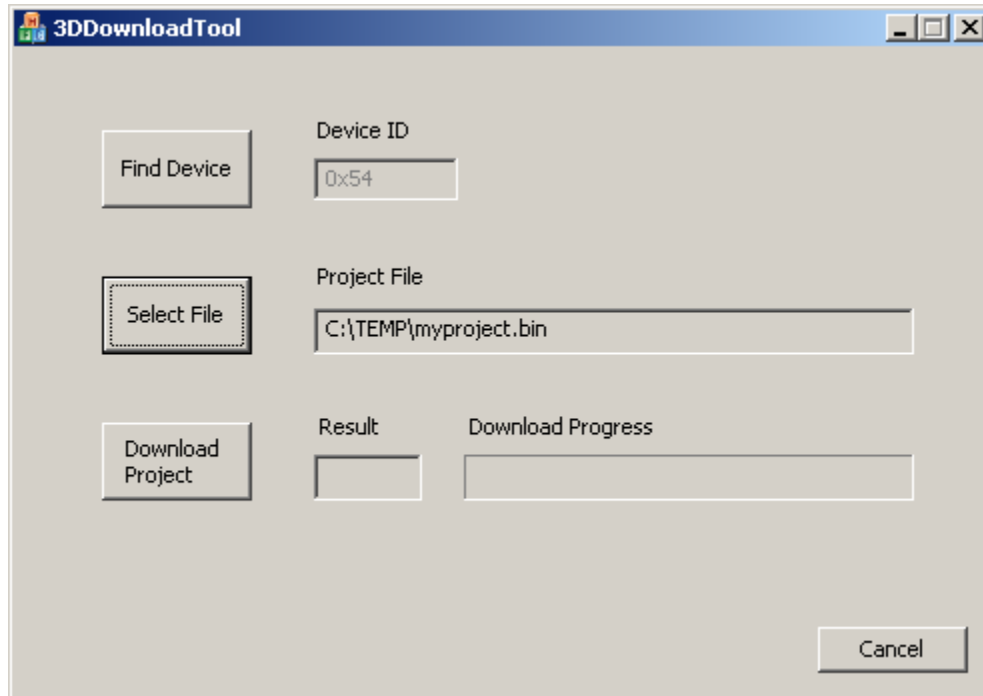 3DDownloadTool
Device ID
Find Device
0x54
Project File
Select File
C:\TEMP\myproject.bin
Result
Download Progress
Download
Project
Cancel